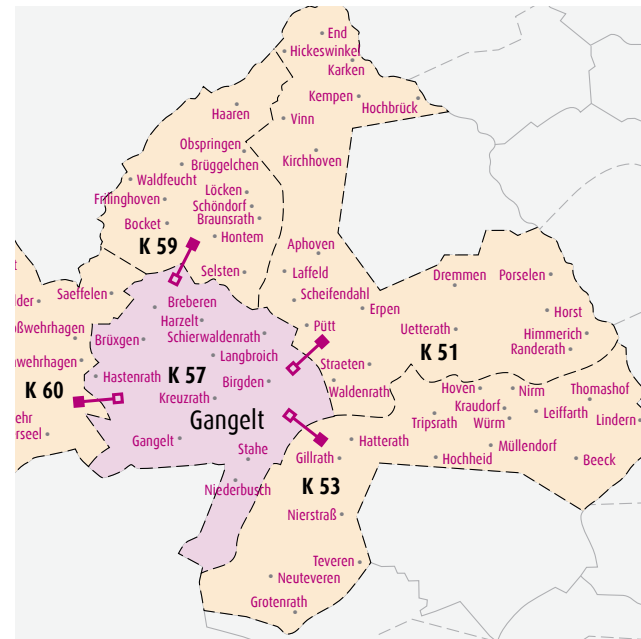 End
Hickeswinkel
Karken
Kempen
Hochbrück
Haaren
Vinn
Obspringen
Kirchhoven
Brüggelchen
Waldfeucht
Löcken
Frilinghoven
Schöndorf
Braunsrath
Bocket
Hontem
K 59
Aphoven
Selsten
Laffeld
Dremmen
Porselen
Saeffelen
Scheifendahl
Breberen
Erpen
Horst
Harzelt
Pütt
Uetterath
Himmerich
Brüxgen
Schierwaldenrath
Randerath
K 51
Langbroich
Straeten
Hastenrath
K 57
Birgden
Waldenrath
K 60
Kreuzrath
Hoven
Nirm
Thomashof
Kraudorf
Leiffarth
Gangelt
Tripsrath
Würm
Lindern
Gangelt
Hatterath
Stahe
Gillrath
Hochheid
Müllendorf
Beeck
Niederbusch
K 53
Nierstraß
Teveren
Neuteveren
Grotenrath